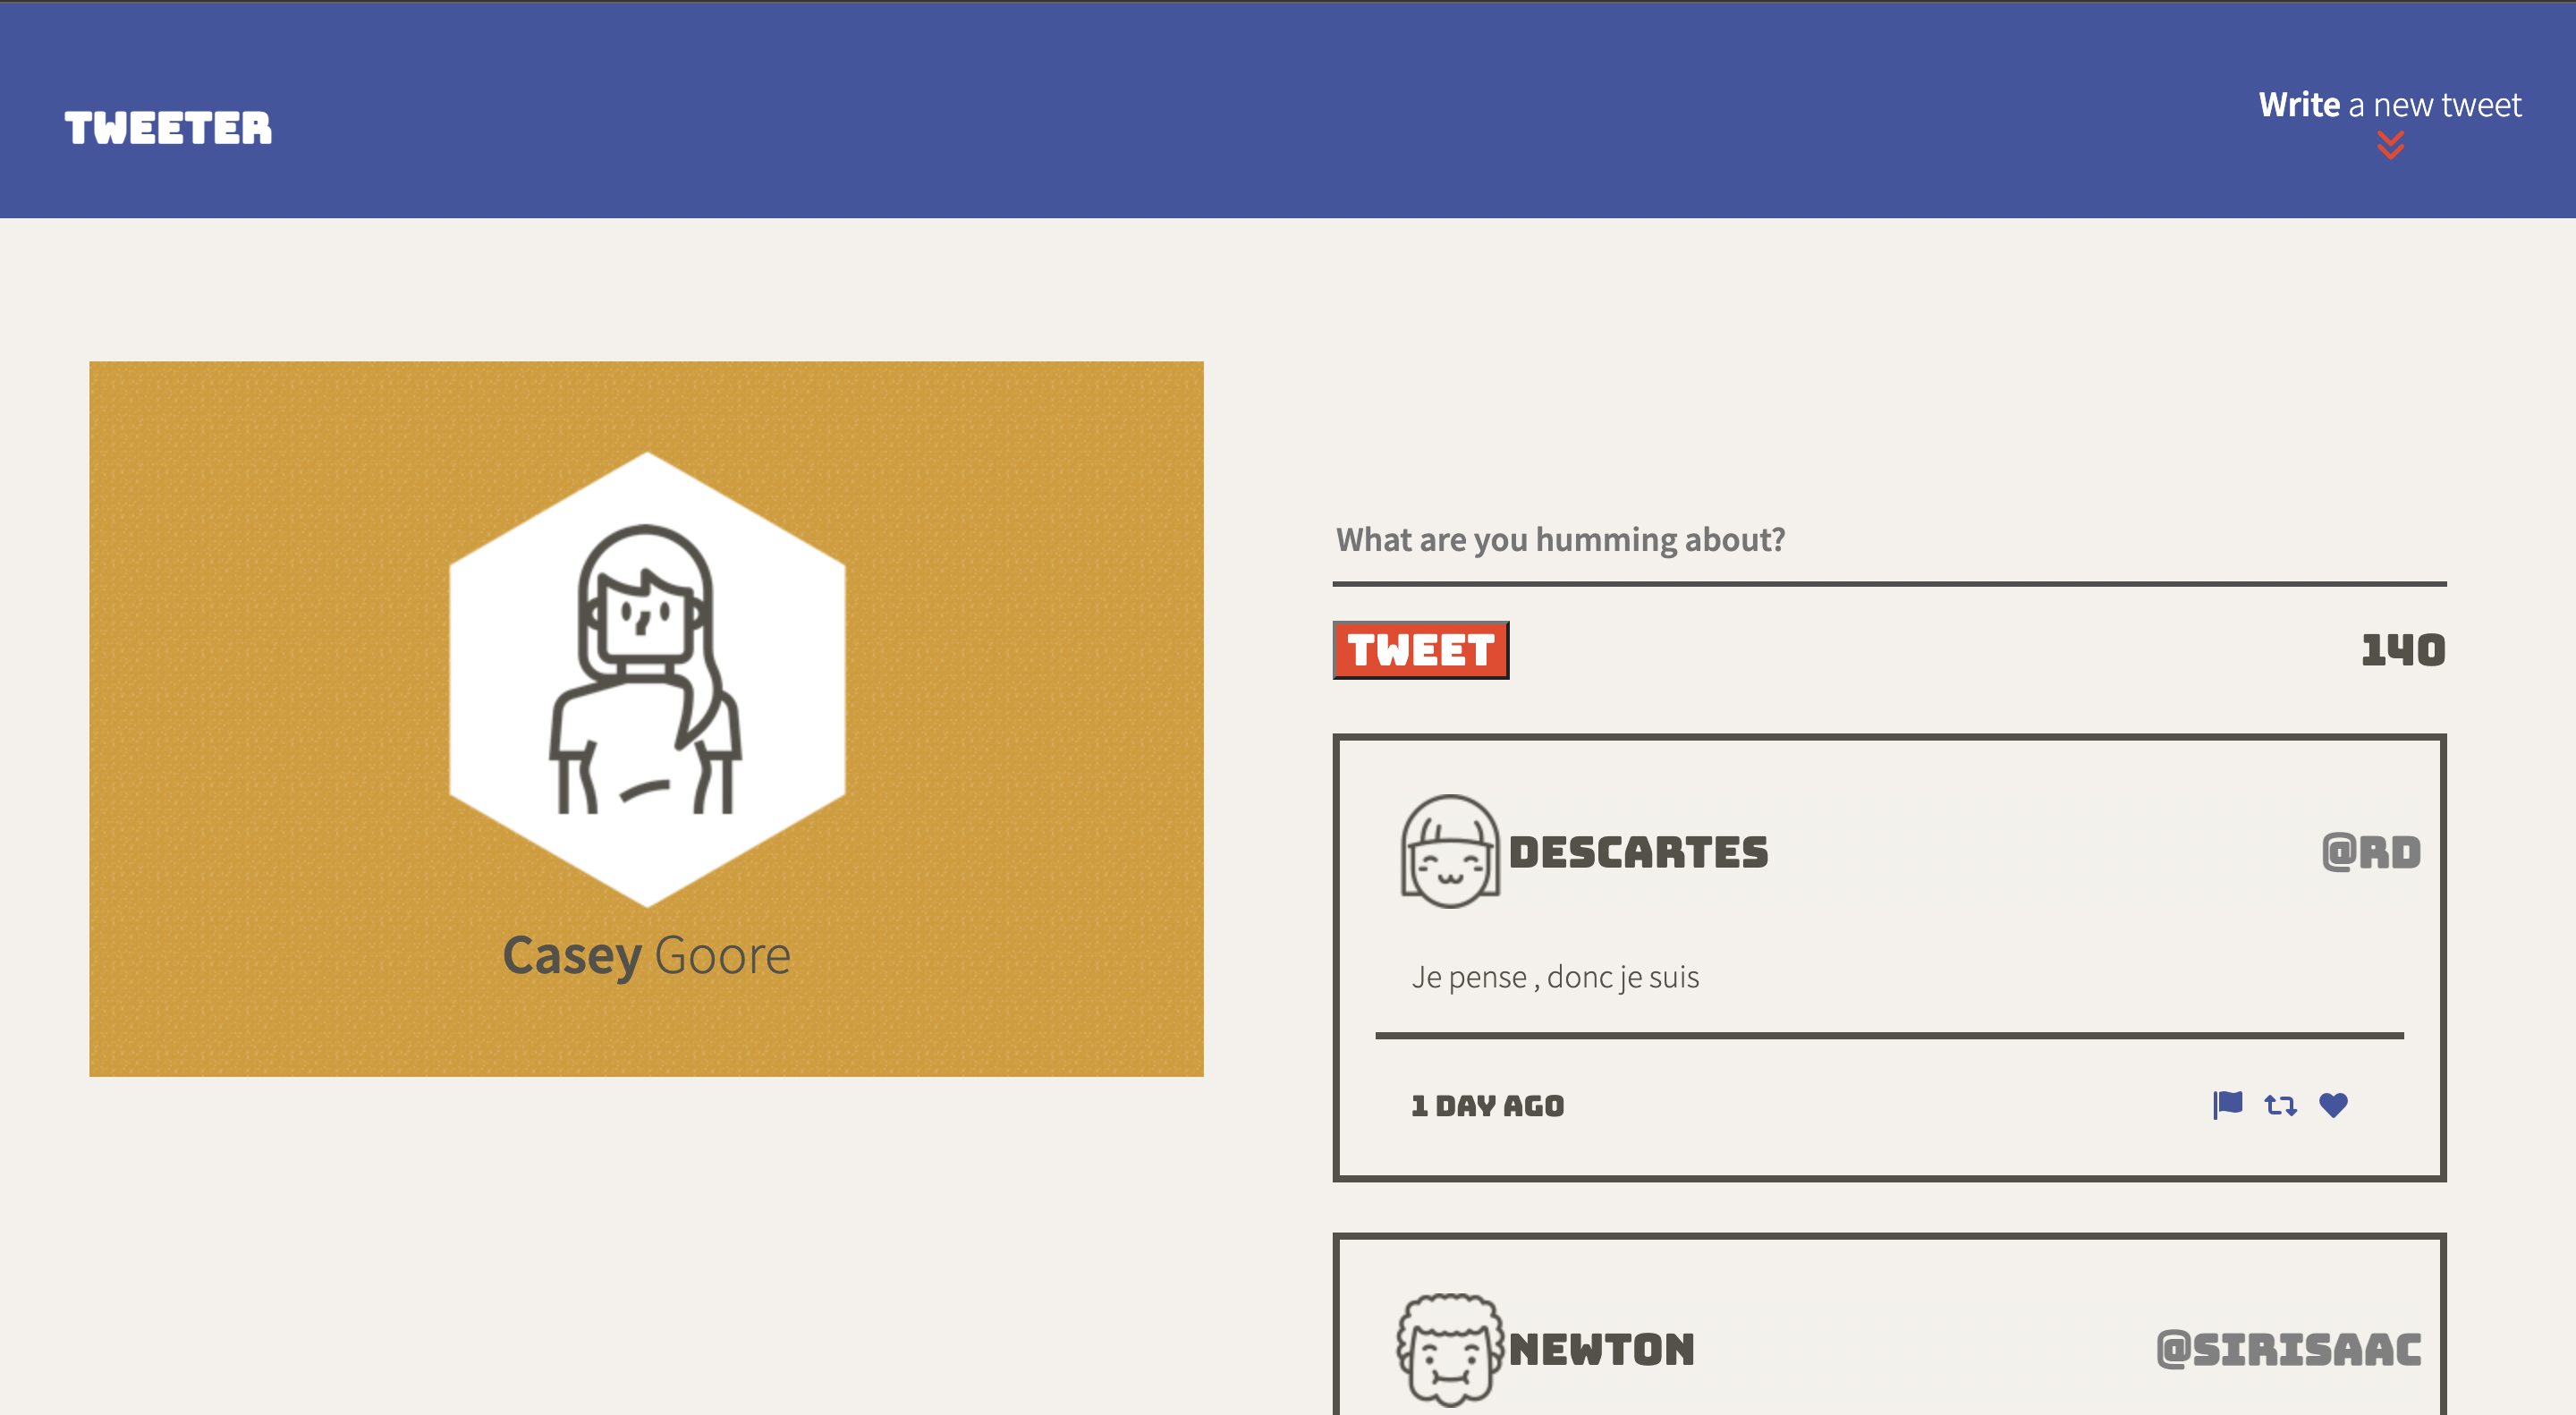 TWEETER
Write a new tweet
Casey Goore
What are you humming about?
TWEET
140
DESCARTES
@RD
Je pense , donc je suis
1 DAY AGO
NEWTON
@SIRISAAC